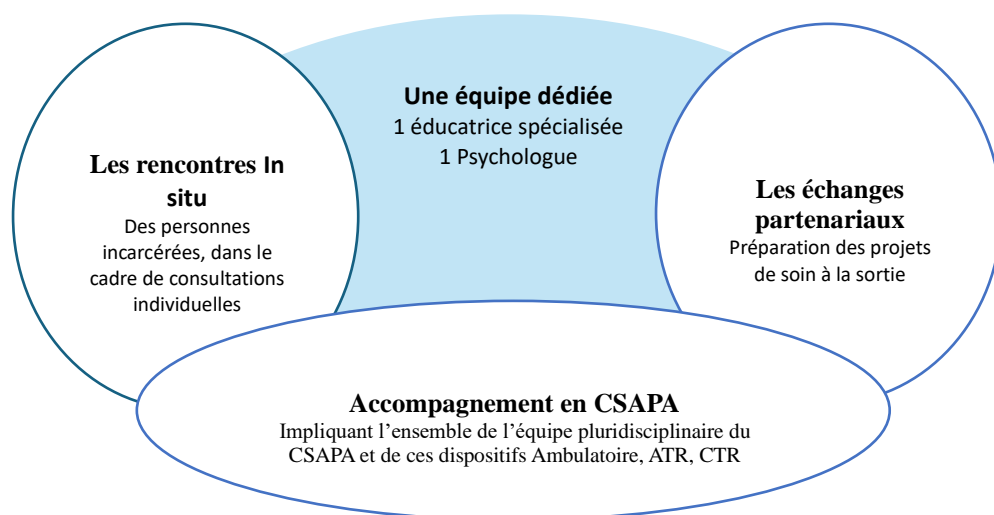 Une équipe dédiée
1 éducatrice spécialisée
1 Psychologue
Les rencontres In
situ
Des personnes
incarcérées, dans le
cadre de consultations
individuelles
Les échanges
partenariaux
Préparation des projets
de soin à la sortie
Accompagnement en CSAPA
Impliquant l'ensemble de l'équipe pluridisciplinaire du
CSAPA et de ces dispositifs Ambulatoire, ATR, CTR